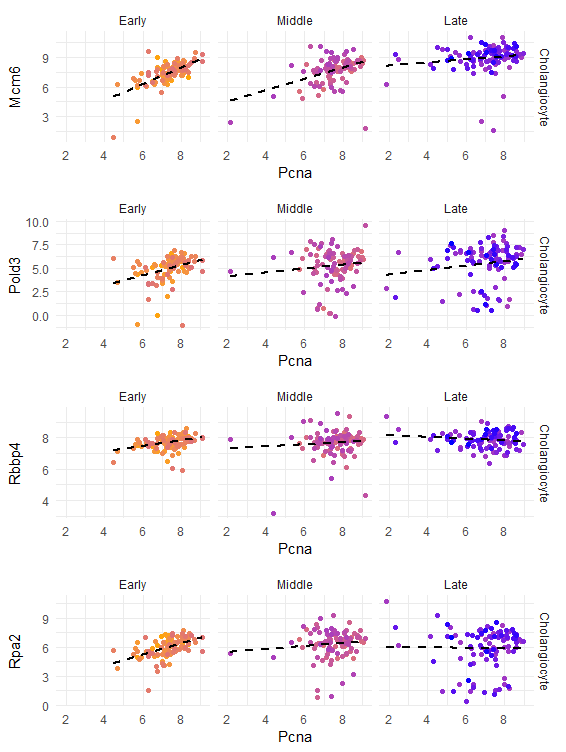 Early Middle Late
Mcm6
9
6
3
Cholangiocyte
2 4 6 8 2 4 6 8 2 4 6 8
Pcna
Early Middle Late
Pold3
10.0
7.5
5.0
2.5
0.0
Cholangiocyte
2 4 6 8 2 4 6 8 2 4 6 8
Pcna
Early Middle Late
Rbbp4
8
6
4
Cholangiocyte
2 4 6 8 2 4 6 8 2 4 6 8
Pcna
Early Middle Late
Rpa2
9
6
3
0
Cholangiocyte
2 4 6 8 2 4 6 8 2 4 6 8
Pcna